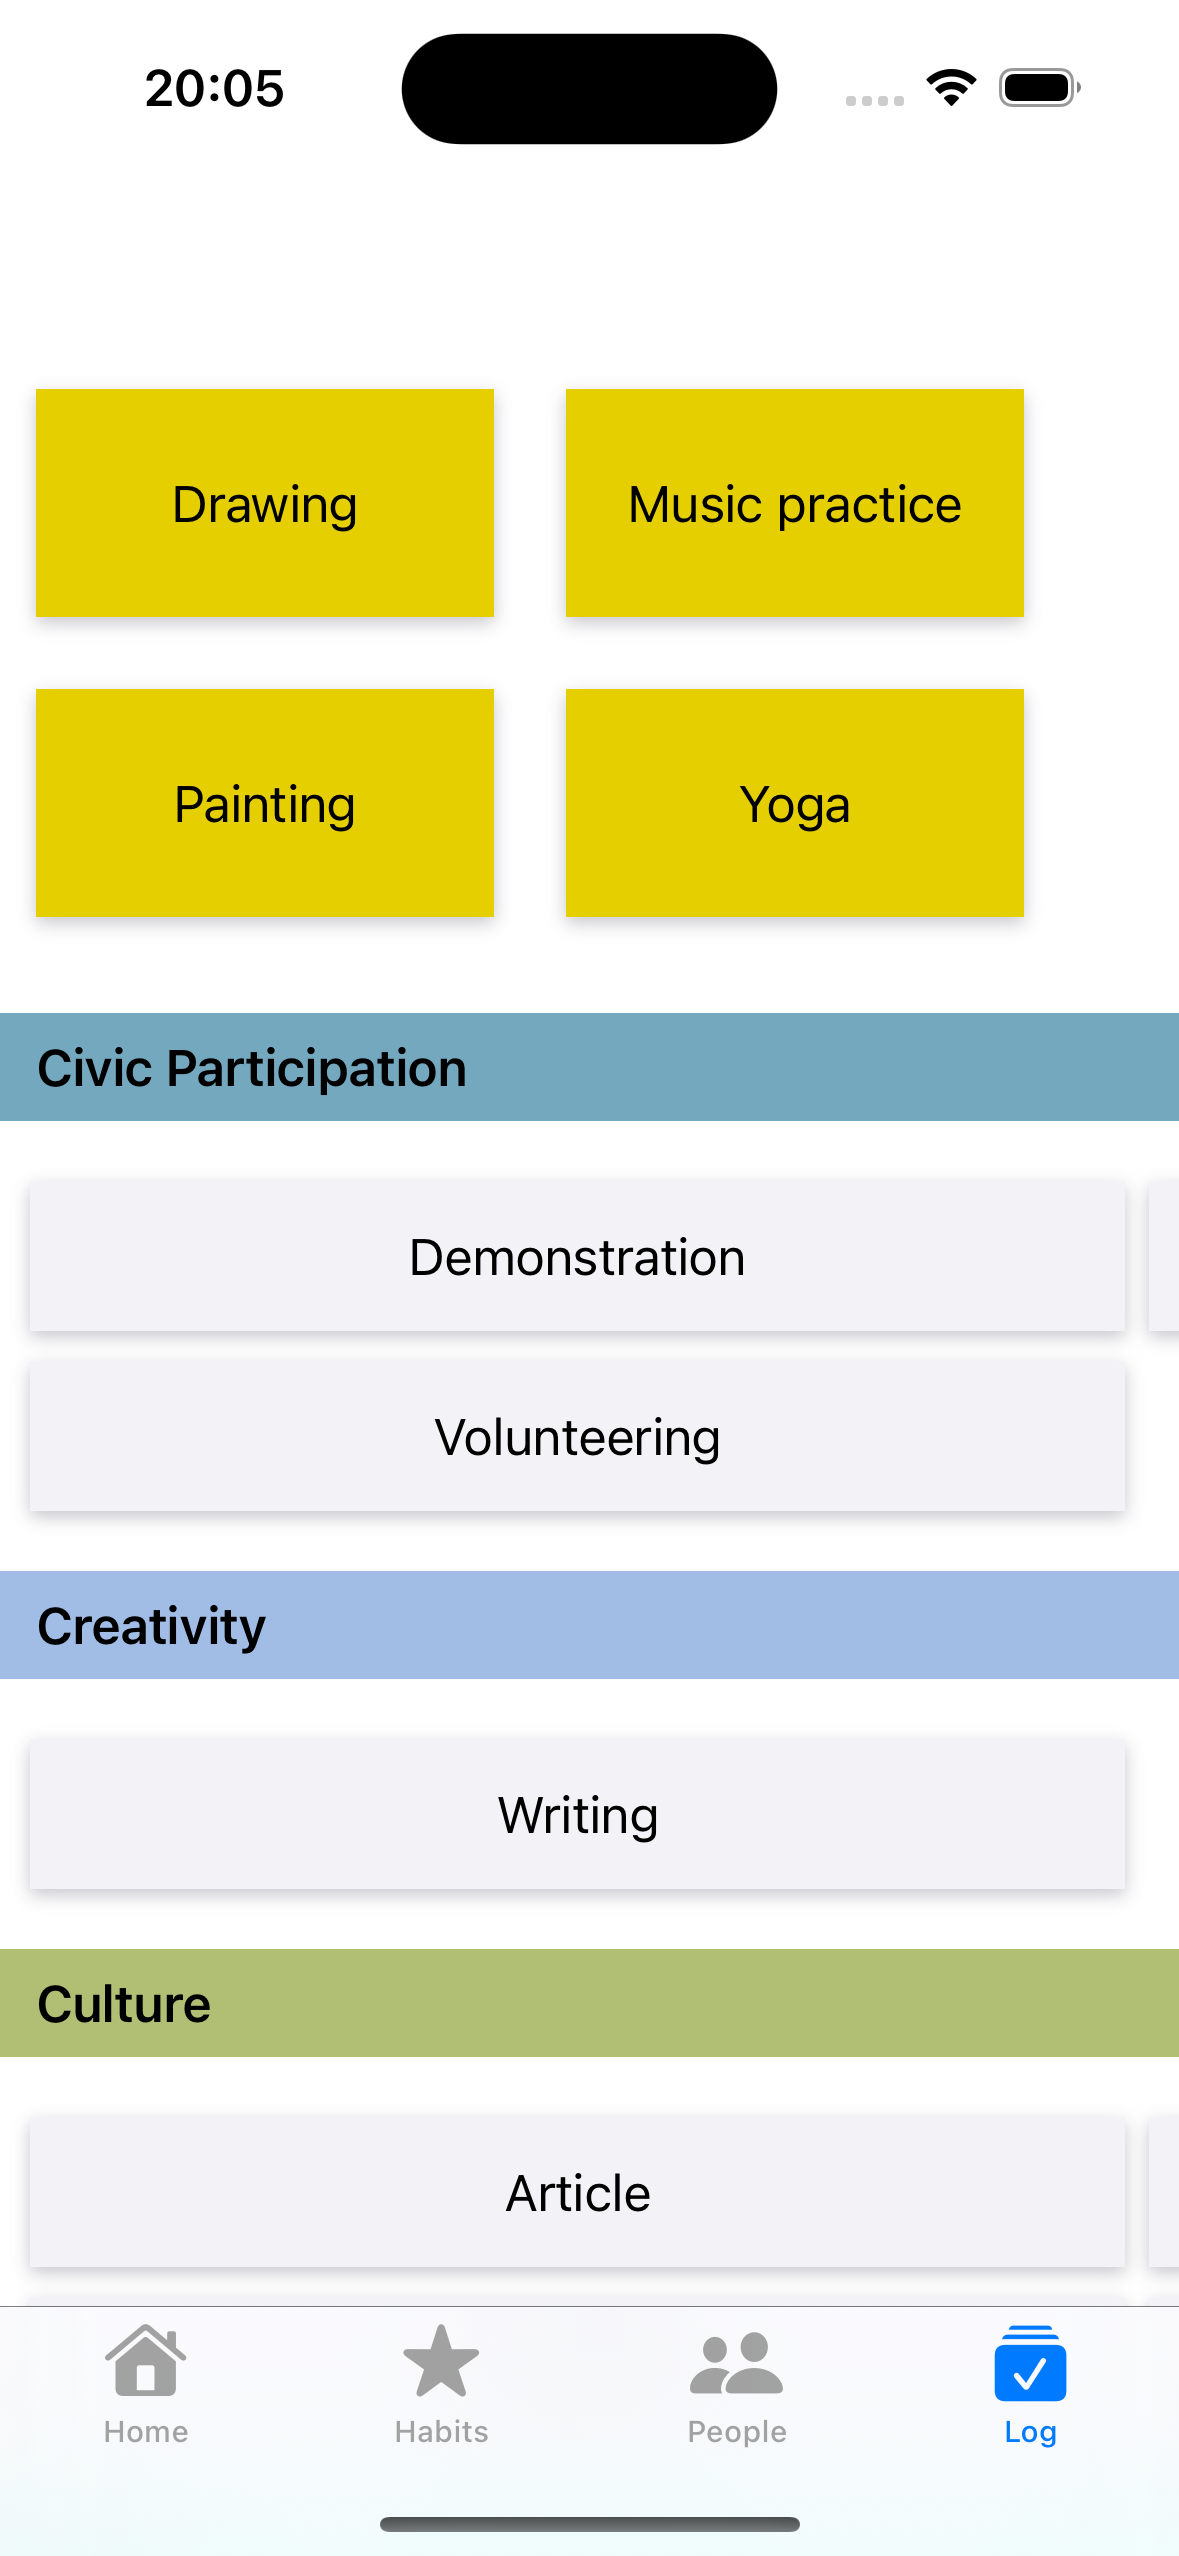 20:05
Drawing
Music practice
Painting
Yoga
Civic Participation
Demonstration
Volunteering
Creativity
Writing
Culture
Article
Home
Habits
People
Log